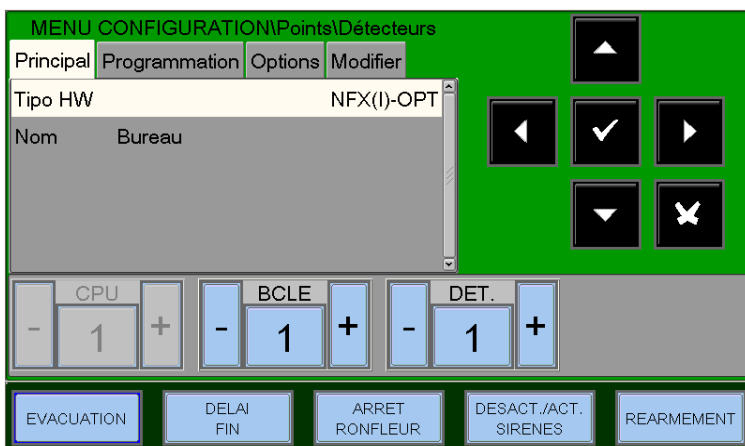 MENU CONFIGURATION\Points\Détecteurs
Principal Programmation Options Modifier
Tipo HW NFX(I)-OPT
Nom Bureau
CPU BCLE DET.
- 1 + - 1 + - 1 +
EVACUATION DELAI FIN ARRET RONFLEUR DESACT./ACT. SIRENES REARMEMENT